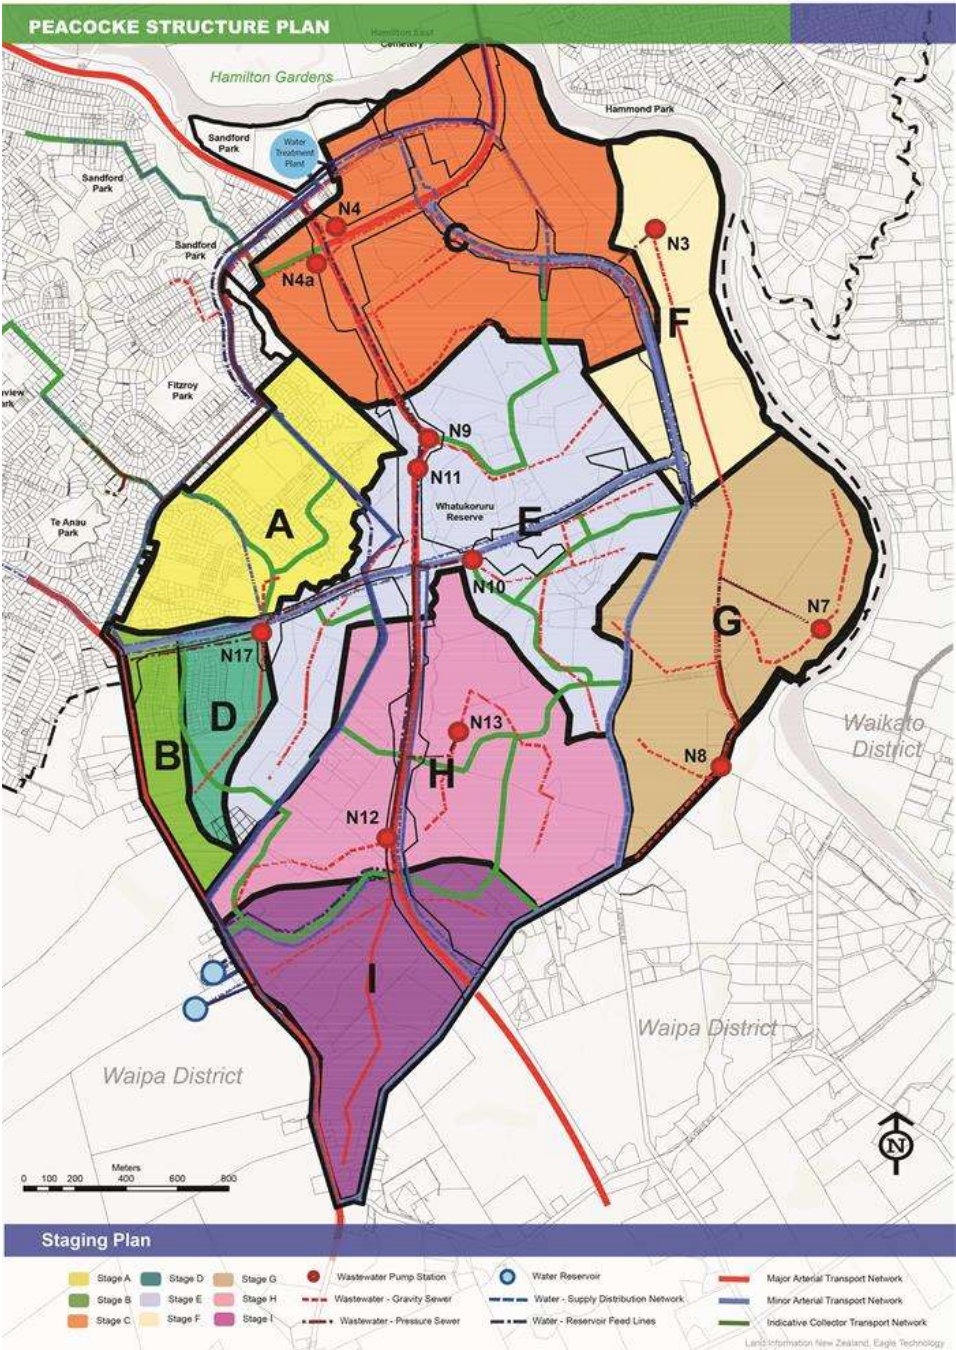 PEACOCKE STRUCTURE PLAN
Hamilton East
Cemetery
Hamilton Gardens
Hammond Park
Sandford
Park
Water
Treatment
Plant
Sandford
Park
N4
C
N3
Sandford
Park
N4a
F
Fitzroy
Park
N9
N11
Whatukoruru
Reserve
A
E
Te Anau
Park
N10
N7
G
N17
D
N13
Waikato
District
B
H
N8
N12
I
Waipa District
Waipa District
N
Meters
0 100 200 400 600 800
Staging Plan
Stage A
Stage B
Stage C
Stage D
Stage E
Stage F
Stage G
Stage H
Stage I
Wastewater Pump Station
Wastewater - Gravity Sewer
Wastewater - Pressure Sewer
Water Reservoir
Water - Supply Distribution Network
Water - Reservoir Feed Lines
Major Arterial Transport Network
Minor Arterial Transport Network
Indicative Collector Transport Network
Land Information New Zealand, Eagle Technology